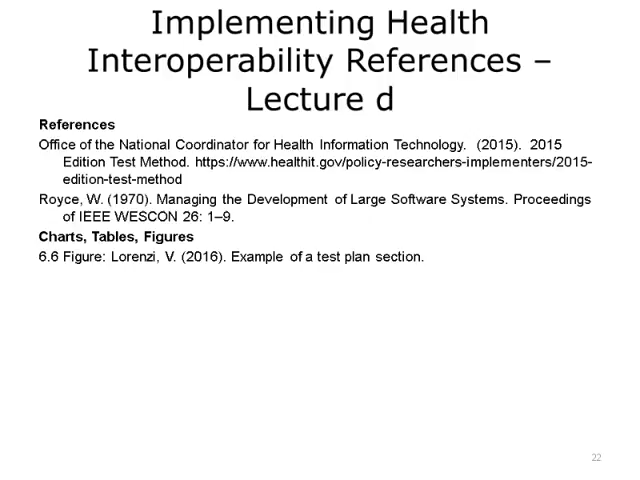 Implementing Health
Interoperability References –
Lecture d
References
Office of the National Coordinator for Health Information Technology. (2015). 2015
Edition Test Method. https://www.healthit.gov/policy-researchers-implementers/2015-
edition-test-method
Royce, W. (1970). Managing the Development of Large Software Systems. Proceedings
of IEEE WESCON 26: 1–9.
Charts, Tables, Figures
6.6 Figure: Lorenzi, V. (2016). Example of a test plan section.
22